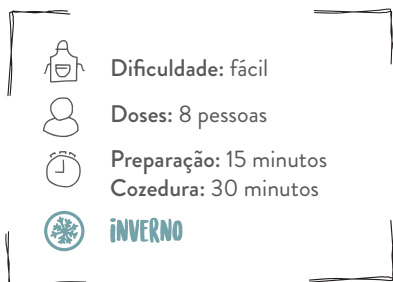 Dificuldade: fácil
Doses: 8 pessoas
Preparação: 15 minutos
Cozedura: 30 minutos
iNVERNO